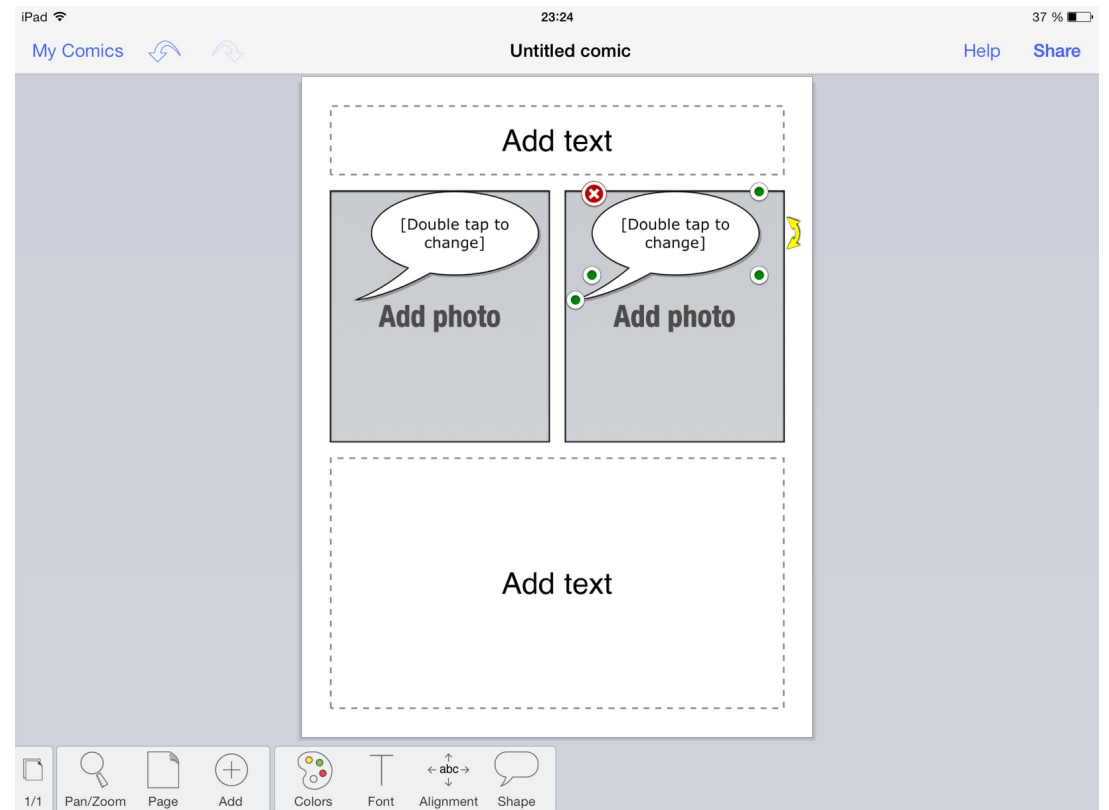 iPad 23:24 37 %
My Comics Untitled comic Help Share
Add text
[Double tap to
change]
Add photo
[Double tap to
change]
Add photo
Add text
abc
1/1 Pan/Zoom Page Add Colors Font Alignment Shape